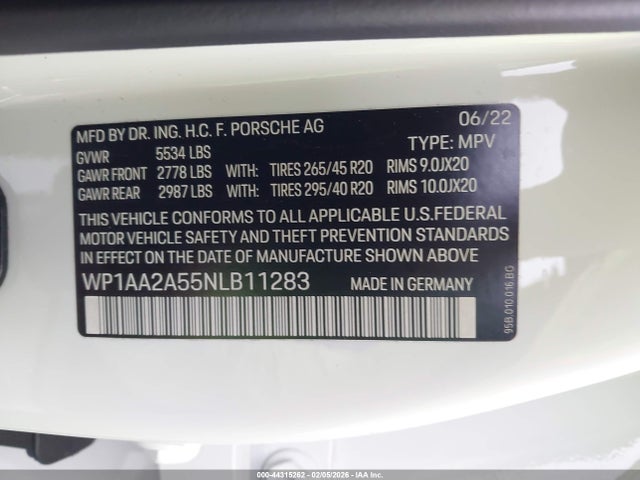 MFD BY DR. ING. H.C. F. PORSCHE AG 06/22
GVWR 5534 LBS TYPE: MPV
GAWR FRONT 2778 LBS WITH: TIRES 265/45 R20 RIMS 9.0JX20
GAWR REAR 2987 LBS WITH: TIRES 295/40 R20 RIMS 10.0JX20
THIS VEHICLE CONFORMS TO ALL APPLICABLE U.S.FEDERAL
MOTOR VEHICLE SAFETY AND THEFT PREVENTION STANDARDS
IN EFFECT ON THE DATE OF MANUFACTURE SHOWN ABOVE
WP1AA2A55NLB11283 MADE IN GERMANY
95B.010.016.BG
000-44315262 - 02/05/2026 - IAAI.COM